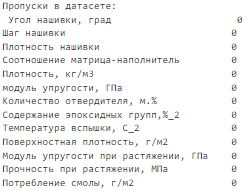 Пропуски в датасете:
Угол нашивки, град 0
Шаг нашивки 0
Плотность нашивки 0
Соотношение матрица-наполнитель 0
Плотность, кг/м3 0
модуль упругости, ГПа 0
Количество отвердителя, м.% 0
Содержание эпоксидных групп,%_2 0
Температура вспышки, С_2 0
Поверхностная плотность, г/м2 0
Модуль упругости при растяжении, ГПа 0
Прочность при растяжении, МПа 0
Потребление смолы, г/м2 0